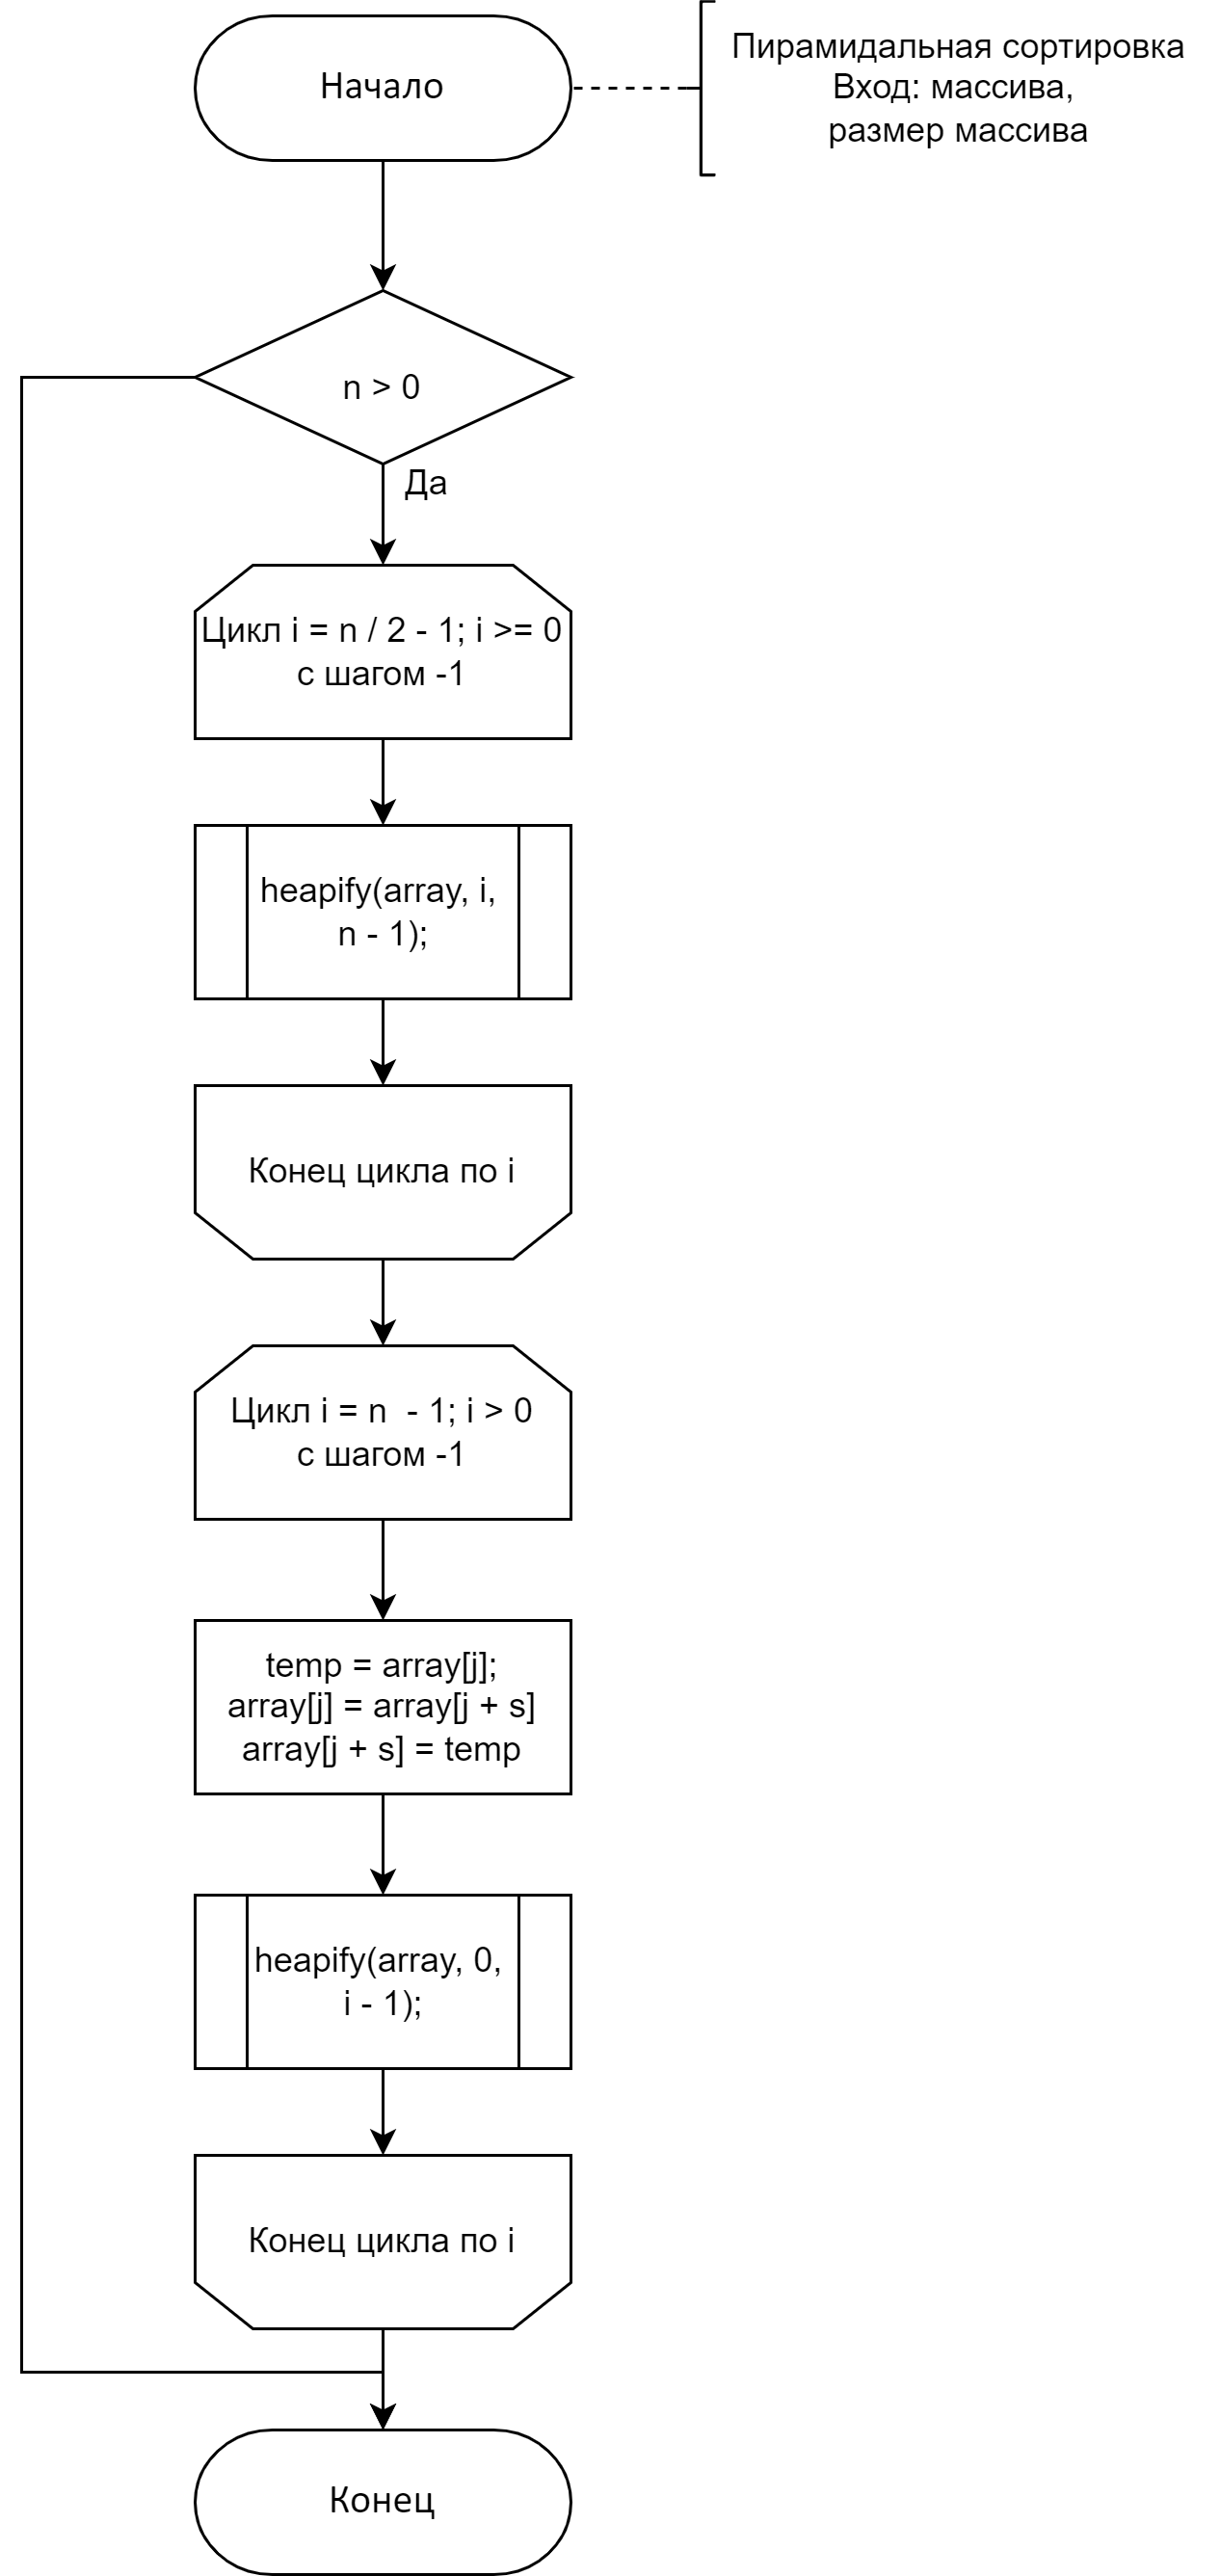 Начало
Пирамидальная сортировка
Вход: массива,
размер массива
n > 0
Да
Цикл i = n / 2 - 1; i >= 0
с шагом -1
heapify(array, i,
n - 1);
Конец цикла по i
Цикл i = n  - 1; i > 0
с шагом -1
temp = array[j];
array[j] = array[j + s]
array[j + s] = temp
heapify(array, 0,
i - 1);
Конец цикла по i
Конец